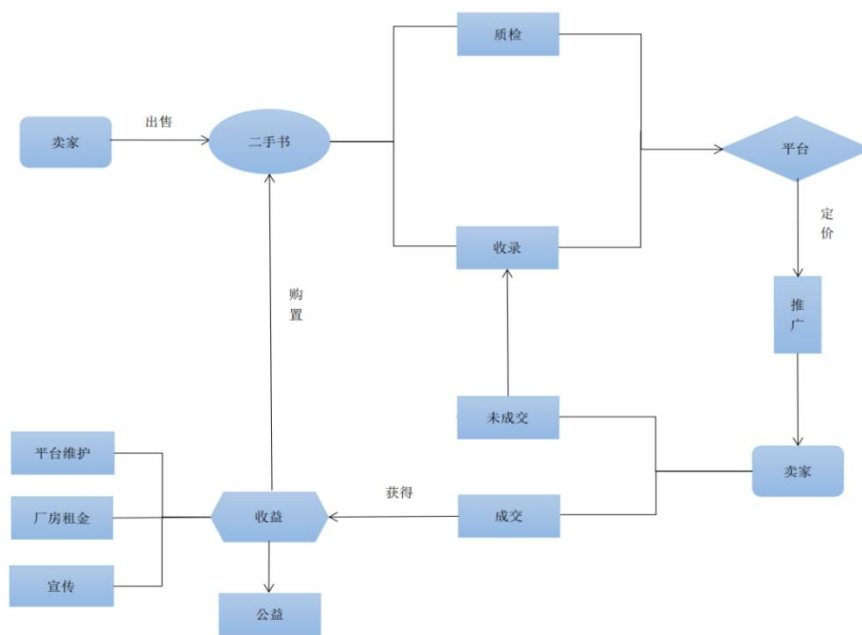 质检
卖家
出售
二手书
平台
定
价
收录
购
置
推
广
未成交
平台维护
卖家
获得
厂房租金
收益
成交
宣传
公益